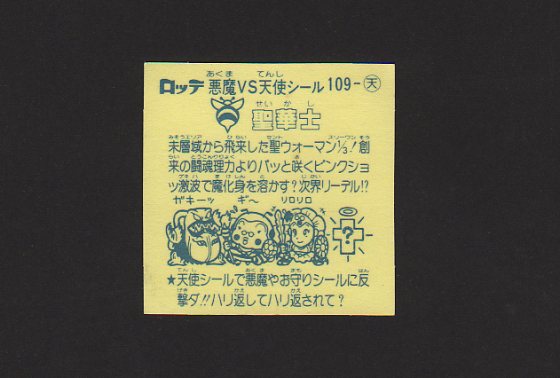 ロッテ 悪魔VS天使シール 109-天
聖華士
未層域から飛来した聖ウォーマン1/3!創
来の闘魂理力よりパッと咲くピンクショ
ッ激波で魔化身を溶かす?次界リーデル!?
ガキーッ ギ〜 ソロソロ
?
★天使シールで悪魔やお守りシールに反
撃ダ!!ハリ返してハリ返されて?